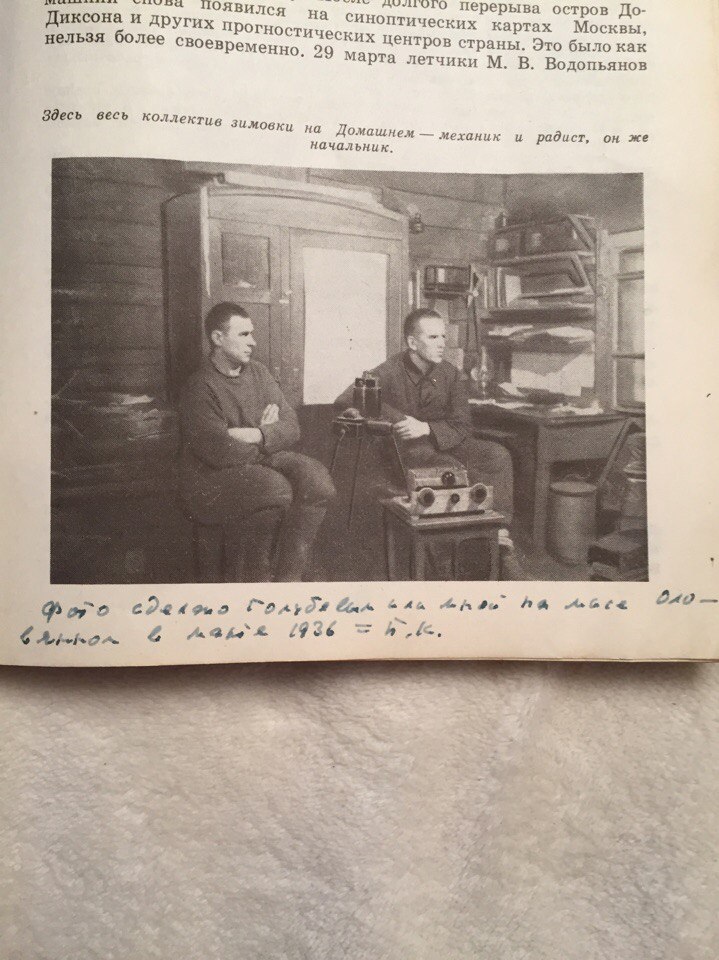 машний снова появился на синоптических картах Москвы,
после долгого перерыва остров До-
Диксона и других прогностических центров страны. Это было как
нельзя более своевременно. 29 марта летчики М. В. Водопьянов
Здесь весь коллектив зимовки на Домашнем — механик и радист, он же
начальник.
Фото сделано Голубевым или мной на мысе Оло-
вянном в марте 1936 = Б.К.